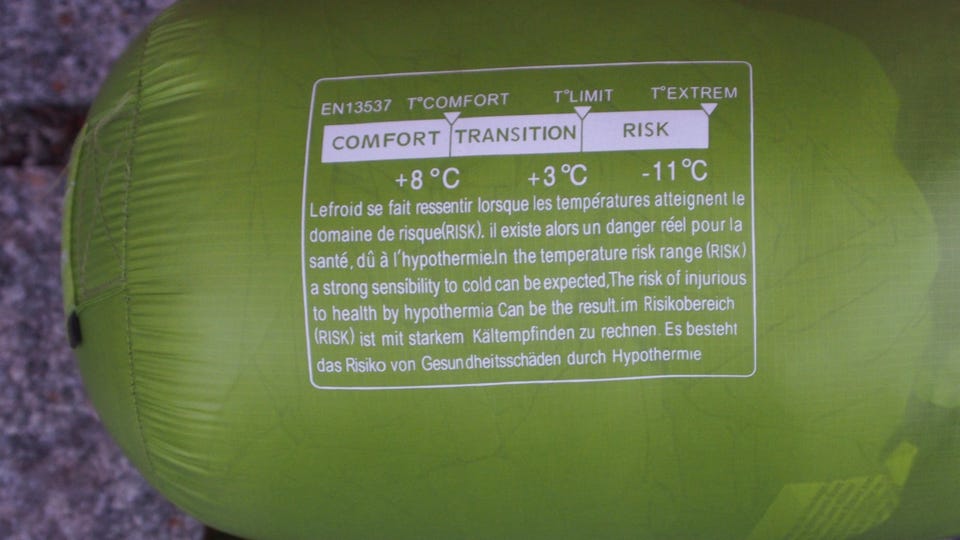 EN13537 T°COMFORT T°LIMIT T°EXTREM
COMFORT TRANSITION RISK
+8°C +3°C -11°C
Lefroid se fait ressentir lorsque les températures atteignent le
domaine de risque(RISK). il existe alors un danger réel pour la
santé, dû à l'hypothermie.In the temperature risk range (RISK)
a strong sensibility to cold can be expected,The risk of injurious
to health by hypothermia Can be the result.im Risikobereich
(RISK) ist mit starkem Kältempfinden zu rechnen. Es besteht
das Risiko von Gesundheitsschäden durch Hypothermie